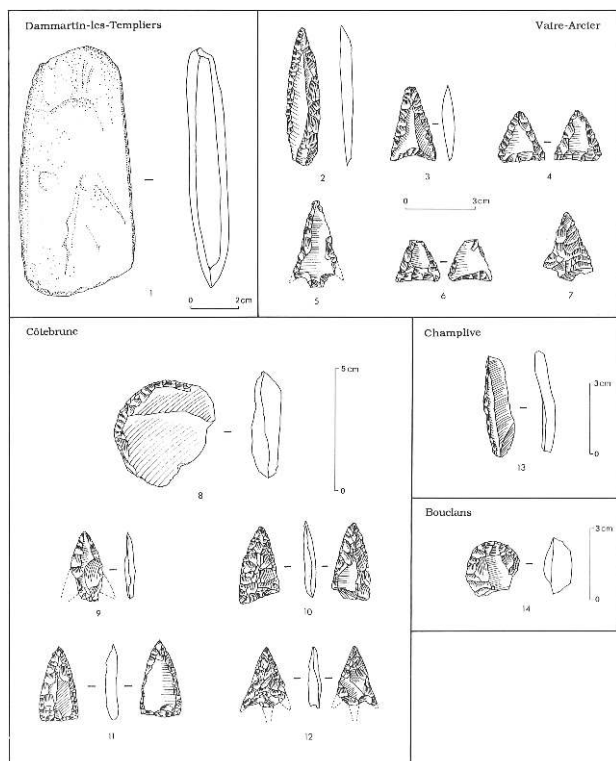 Dammartin-les-Templiers
1
0 2 cm
Vaire-Arcier
2
3
4
0 3 cm
5
6
7
Côtebrune
8
5 cm
0
9
10
11
12
Champlive
3 cm
0
13
Bouclans
3 cm
0
14